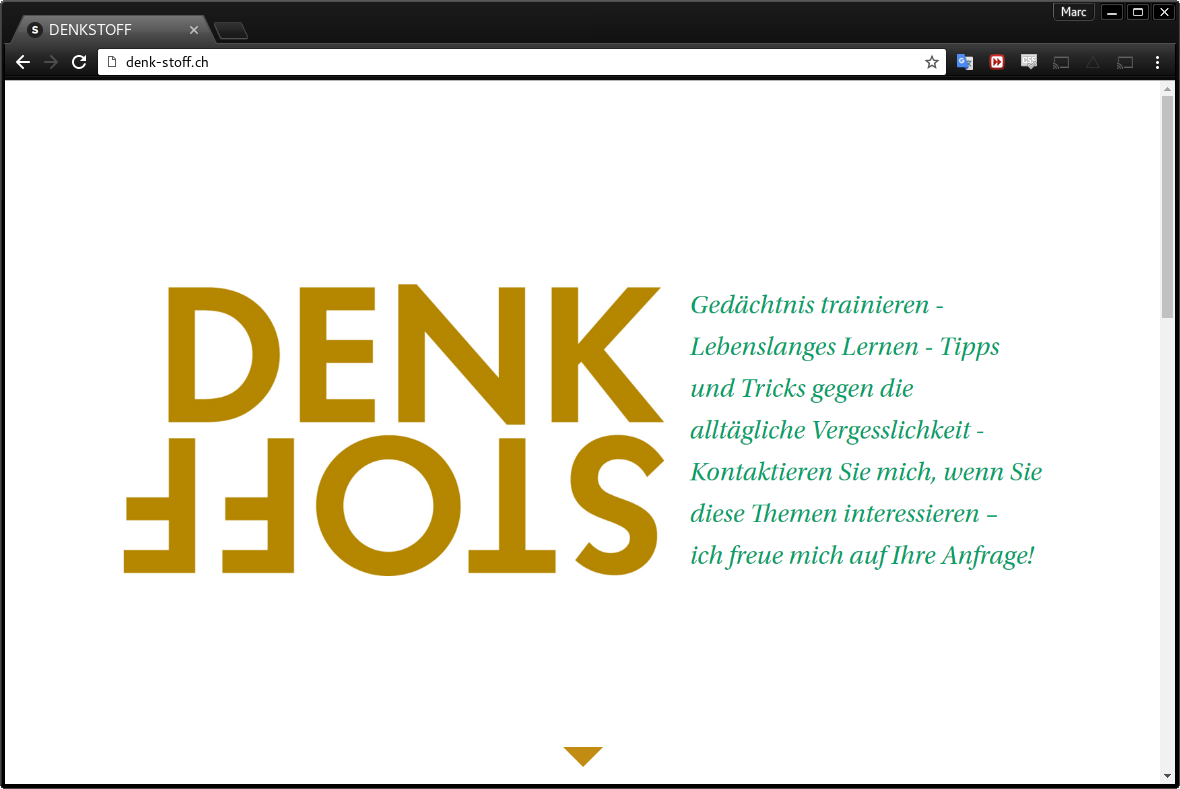 Marc
DENKSTOFF
denk-stoff.ch
DENK
STOFF
Gedächtnis trainieren -
Lebenslanges Lernen - Tipps
und Tricks gegen die
alltägliche Vergesslichkeit -
Kontaktieren Sie mich, wenn Sie
diese Themen interessieren –
ich freue mich auf Ihre Anfrage!